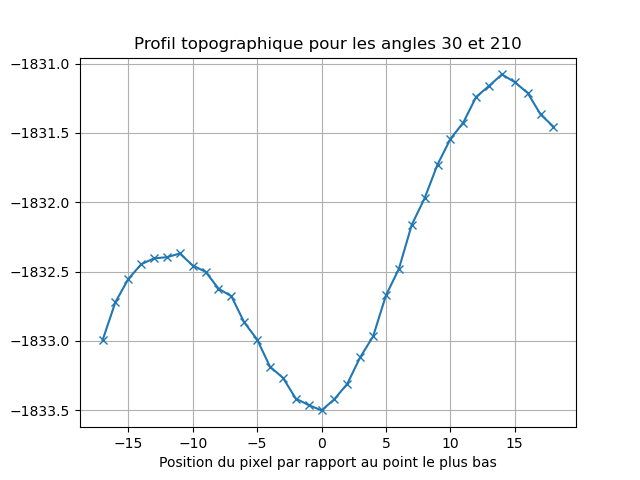 Profil topographique pour les angles 30 et 210
−1831.0
−1831.5
−1832.0
−1832.5
−1833.0
−1833.5
−15 −10 −5 0 5 10 15
Position du pixel par rapport au point le plus bas